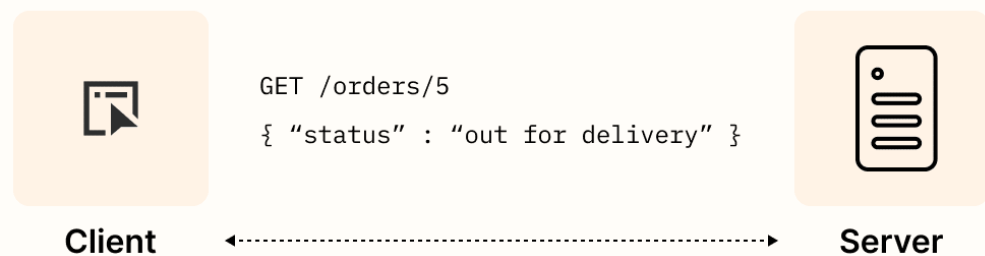 GET /orders/5
{ “status” : “out for delivery” }
Client
Server